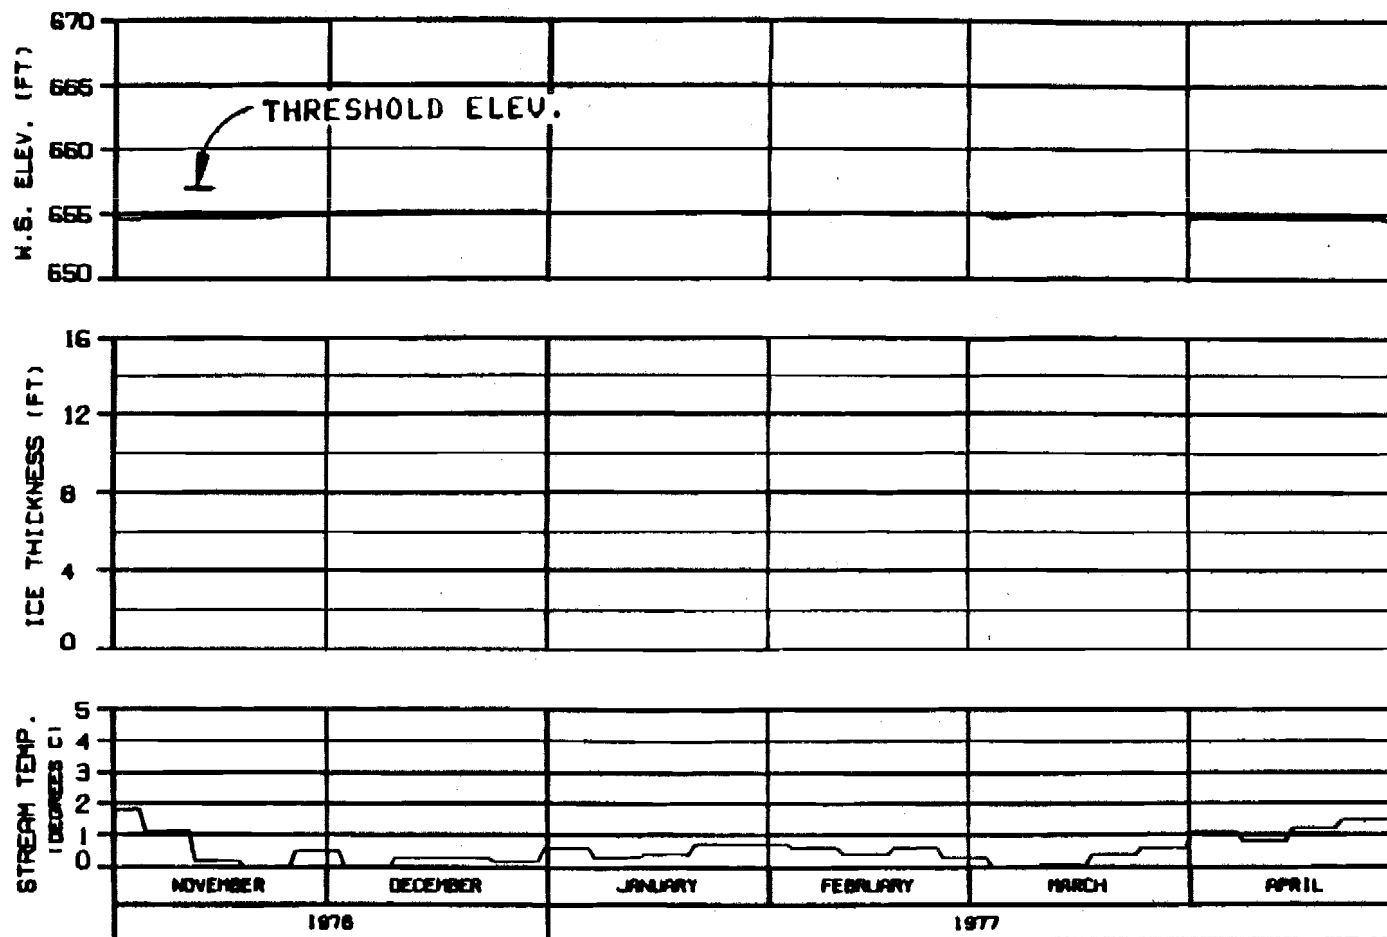 W.S. ELEV. (FT)
670
665
660
655
650
THRESHOLD ELEV.
ICE THICKNESS (FT)
16
12
8
4
0
STREAM TEMP.
(DEGREES C)
5
4
3
2
1
0
NOVEMBER DECEMBER JANUARY FEBRUARY MARCH APRIL
1976 1977